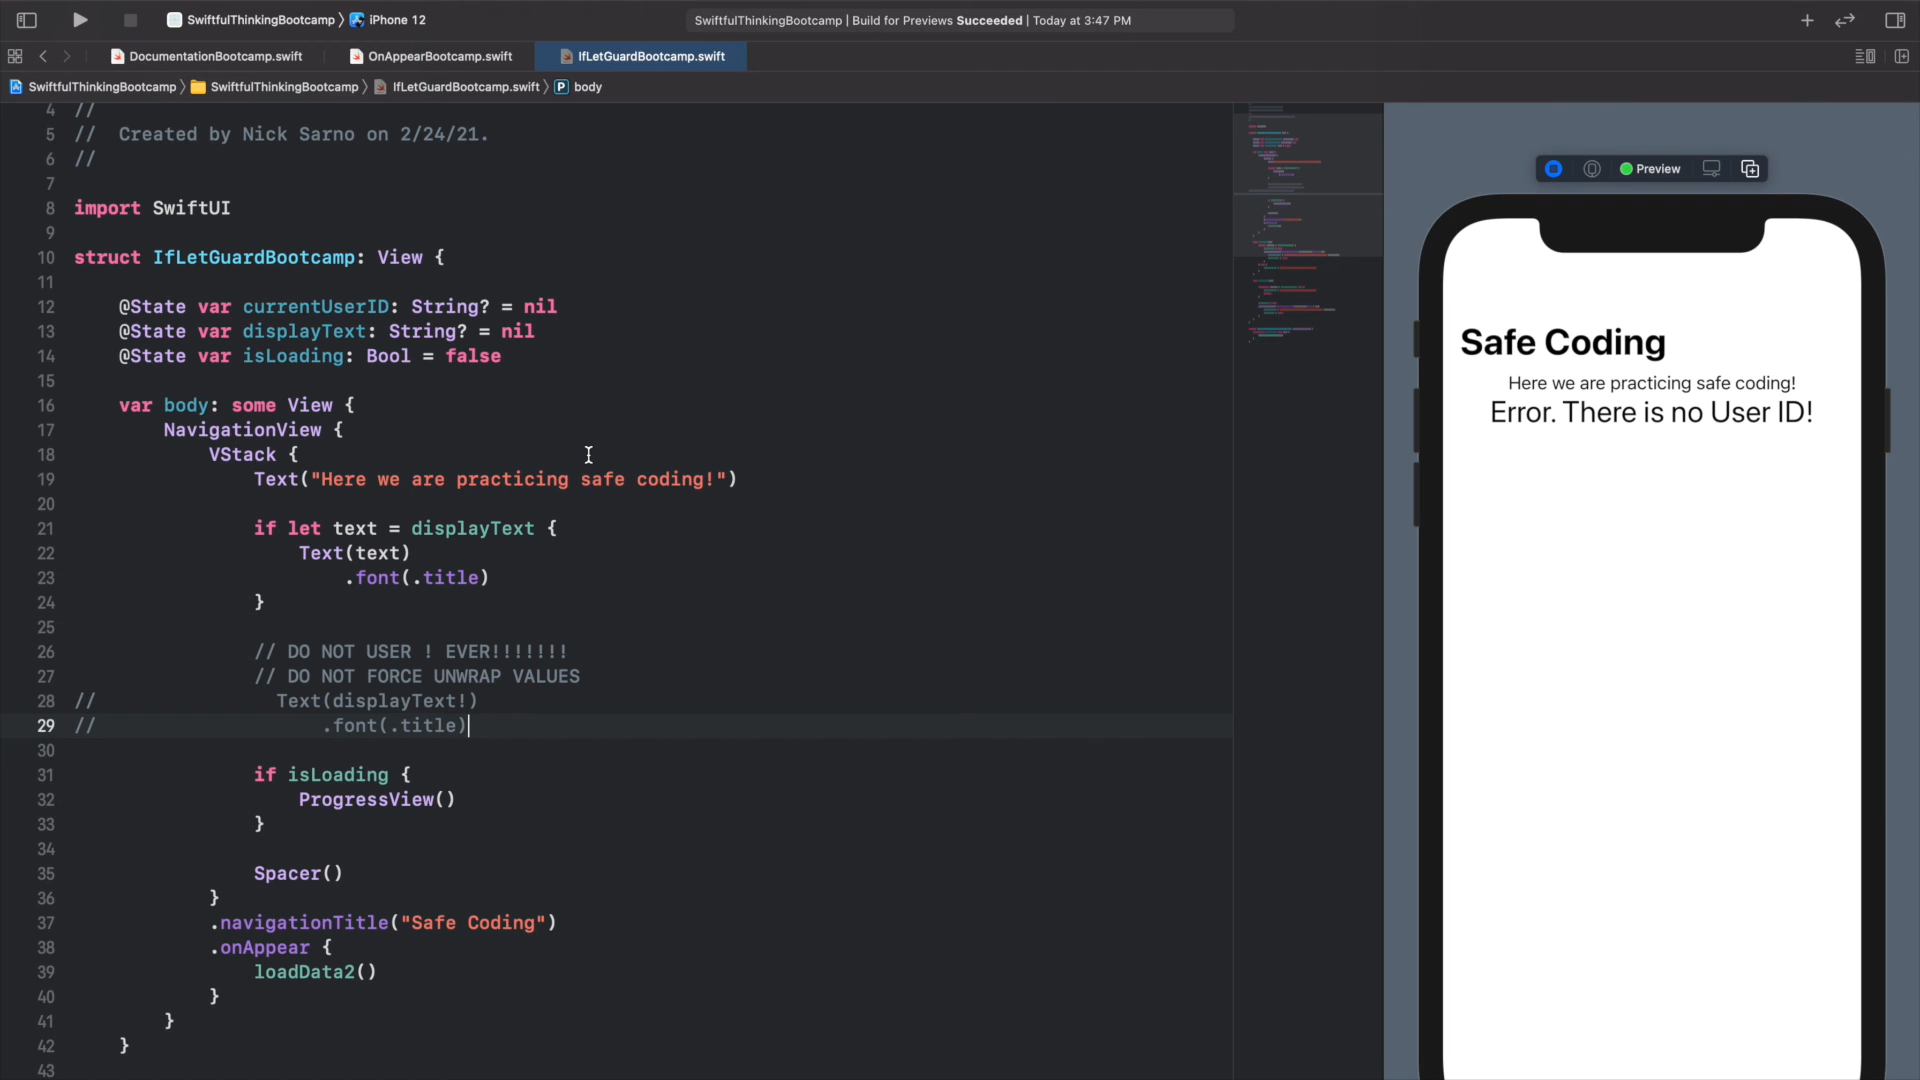 SwiftfulThinkingBootcamp 〉 iPhone 12
SwiftfulThinkingBootcamp | Build for Previews Succeeded | Today at 3:47 PM
DocumentationBootcamp.swift
OnAppearBootcamp.swift
IfLetGuardBootcamp.swift
SwiftfulThinkingBootcamp 〉 SwiftfulThinkingBootcamp 〉 IfLetGuardBootcamp.swift 〉 P body
4 //
5 //  Created by Nick Sarno on 2/24/21.
6 //
7
8 import SwiftUI
9
10 struct IfLetGuardBootcamp: View {
11
12     @State var currentUserID: String? = nil
13     @State var displayText: String? = nil
14     @State var isLoading: Bool = false
15
16     var body: some View {
17         NavigationView {
18             VStack {
19                 Text("Here we are practicing safe coding!")
20
21                 if let text = displayText {
22                     Text(text)
23                         .font(.title)
24                 }
25
26                 // DO NOT USER ! EVER!!!!!!!
27                 // DO NOT FORCE UNWRAP VALUES
28 //                Text(displayText!)
29 //                    .font(.title)
30
31                 if isLoading {
32                     ProgressView()
33                 }
34
35                 Spacer()
36             }
37             .navigationTitle("Safe Coding")
38             .onAppear {
39                 loadData2()
40             }
41         }
42     }
43
Preview
Safe Coding
Here we are practicing safe coding!
Error. There is no User ID!